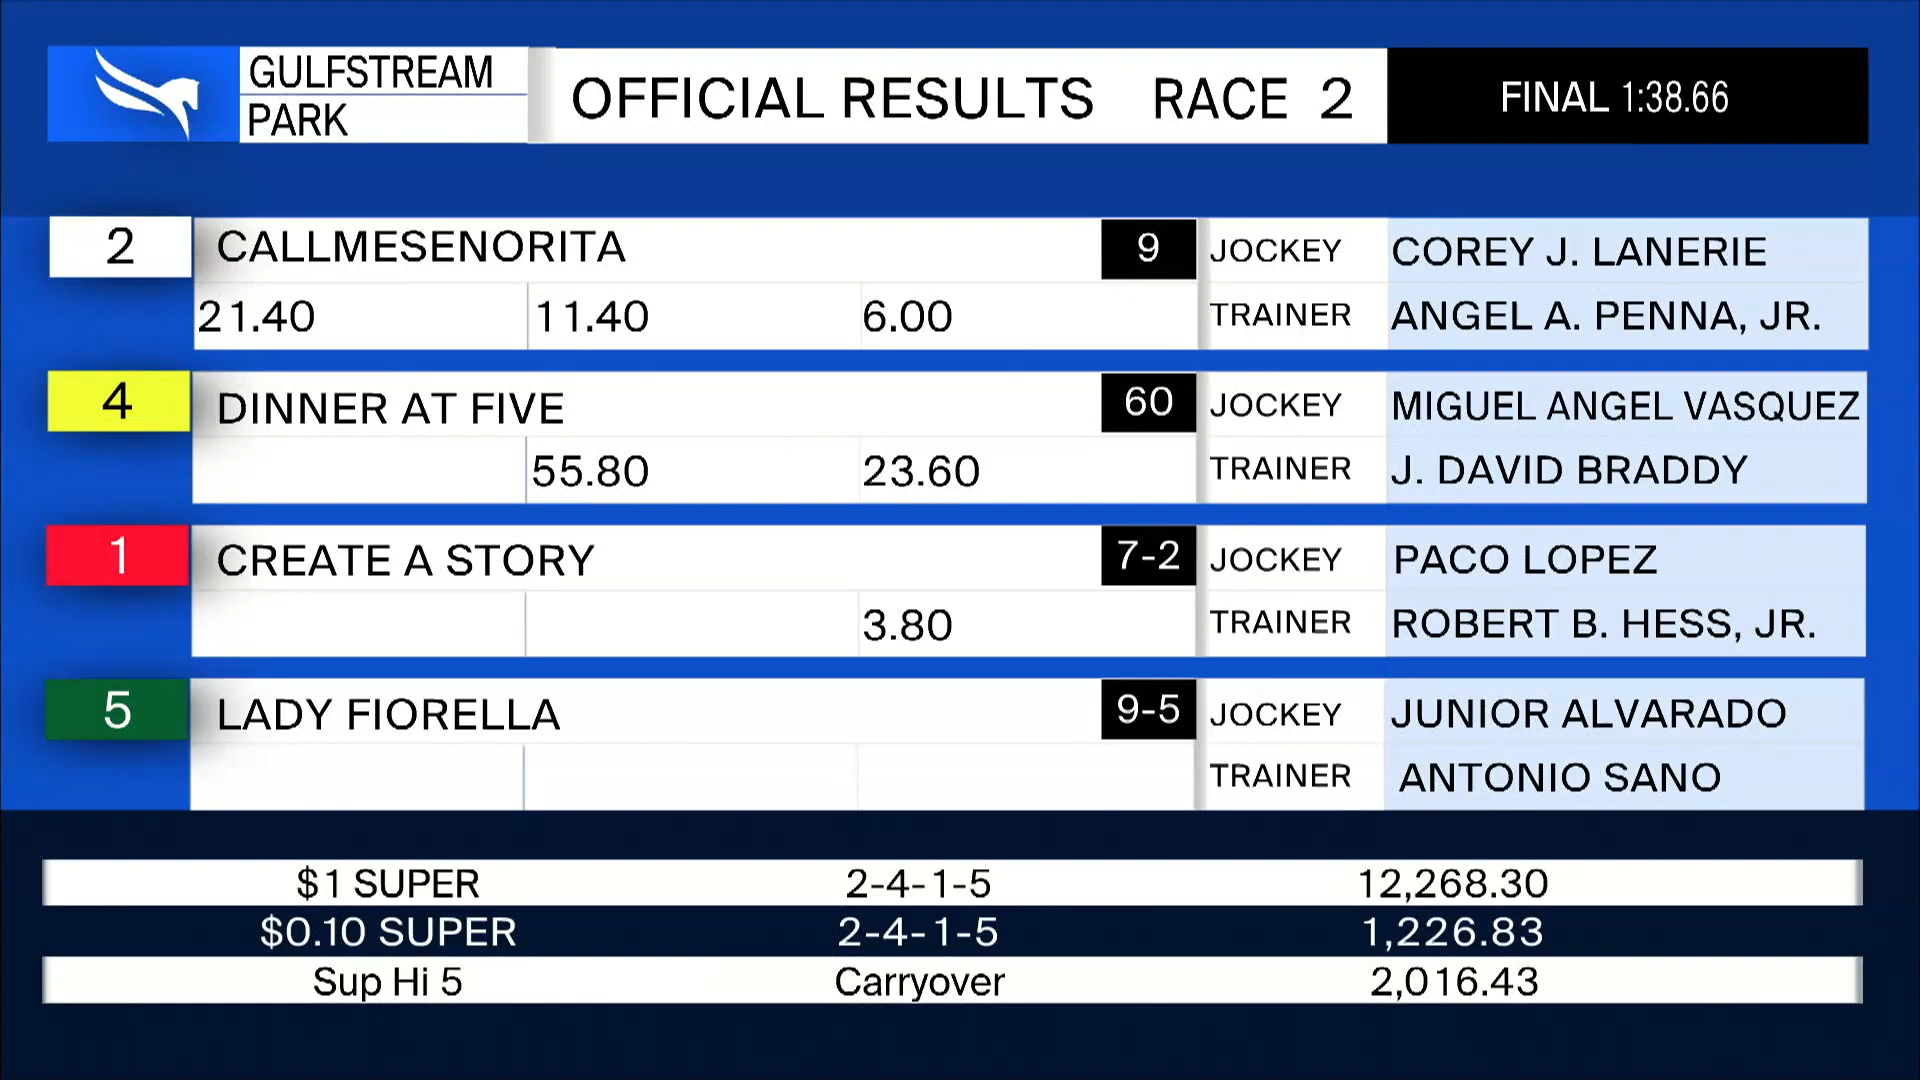 GULFSTREAM
PARK
OFFICIAL RESULTS RACE 2
FINAL 1:38.66
2 CALLMESENORITA 9 JOCKEY COREY J. LANERIE
21.40 11.40 6.00 TRAINER ANGEL A. PENNA, JR.
4 DINNER AT FIVE 60 JOCKEY MIGUEL ANGEL VASQUEZ
55.80 23.60 TRAINER J. DAVID BRADDY
1 CREATE A STORY 7-2 JOCKEY PACO LOPEZ
3.80 TRAINER ROBERT B. HESS, JR.
5 LADY FIORELLA 9-5 JOCKEY JUNIOR ALVARADO
TRAINER ANTONIO SANO
$1 SUPER 2-4-1-5 12,268.30
$0.10 SUPER 2-4-1-5 1,226.83
Sup Hi 5 Carryover 2,016.43